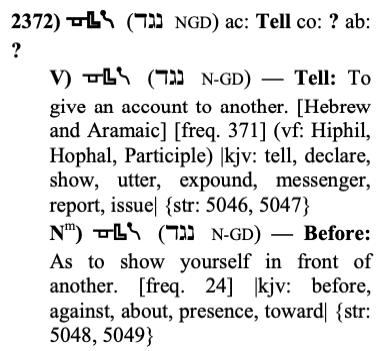 2372) (נגד NGD) ac: Tell co: ? ab:
?
V) (נגד N-GD) — Tell: To
give an account to another. [Hebrew
and Aramaic] [freq. 371] (vf: Hiphil,
Hophal, Participle) |kjv: tell, declare,
show, utter, expound, messenger,
report, issue| {str: 5046, 5047}
Nᵐ) (נגד N-GD) — Before:
As to show yourself in front of
another. [freq. 24] |kjv: before,
against, about, presence, toward| {str:
5048, 5049}